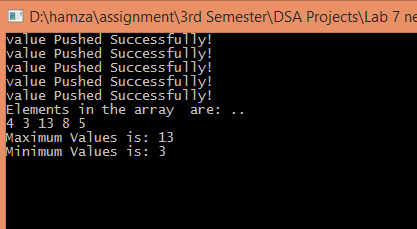 D:\hamza\assignment\3rd Semester\DSA Projects\Lab 7 ne
value Pushed Successfully!
value Pushed Successfully!
value Pushed Successfully!
value Pushed Successfully!
value Pushed Successfully!
Elements in the array  are: ..
4 3 13 8 5
Maximum Values is: 13
Minimum Values is: 3